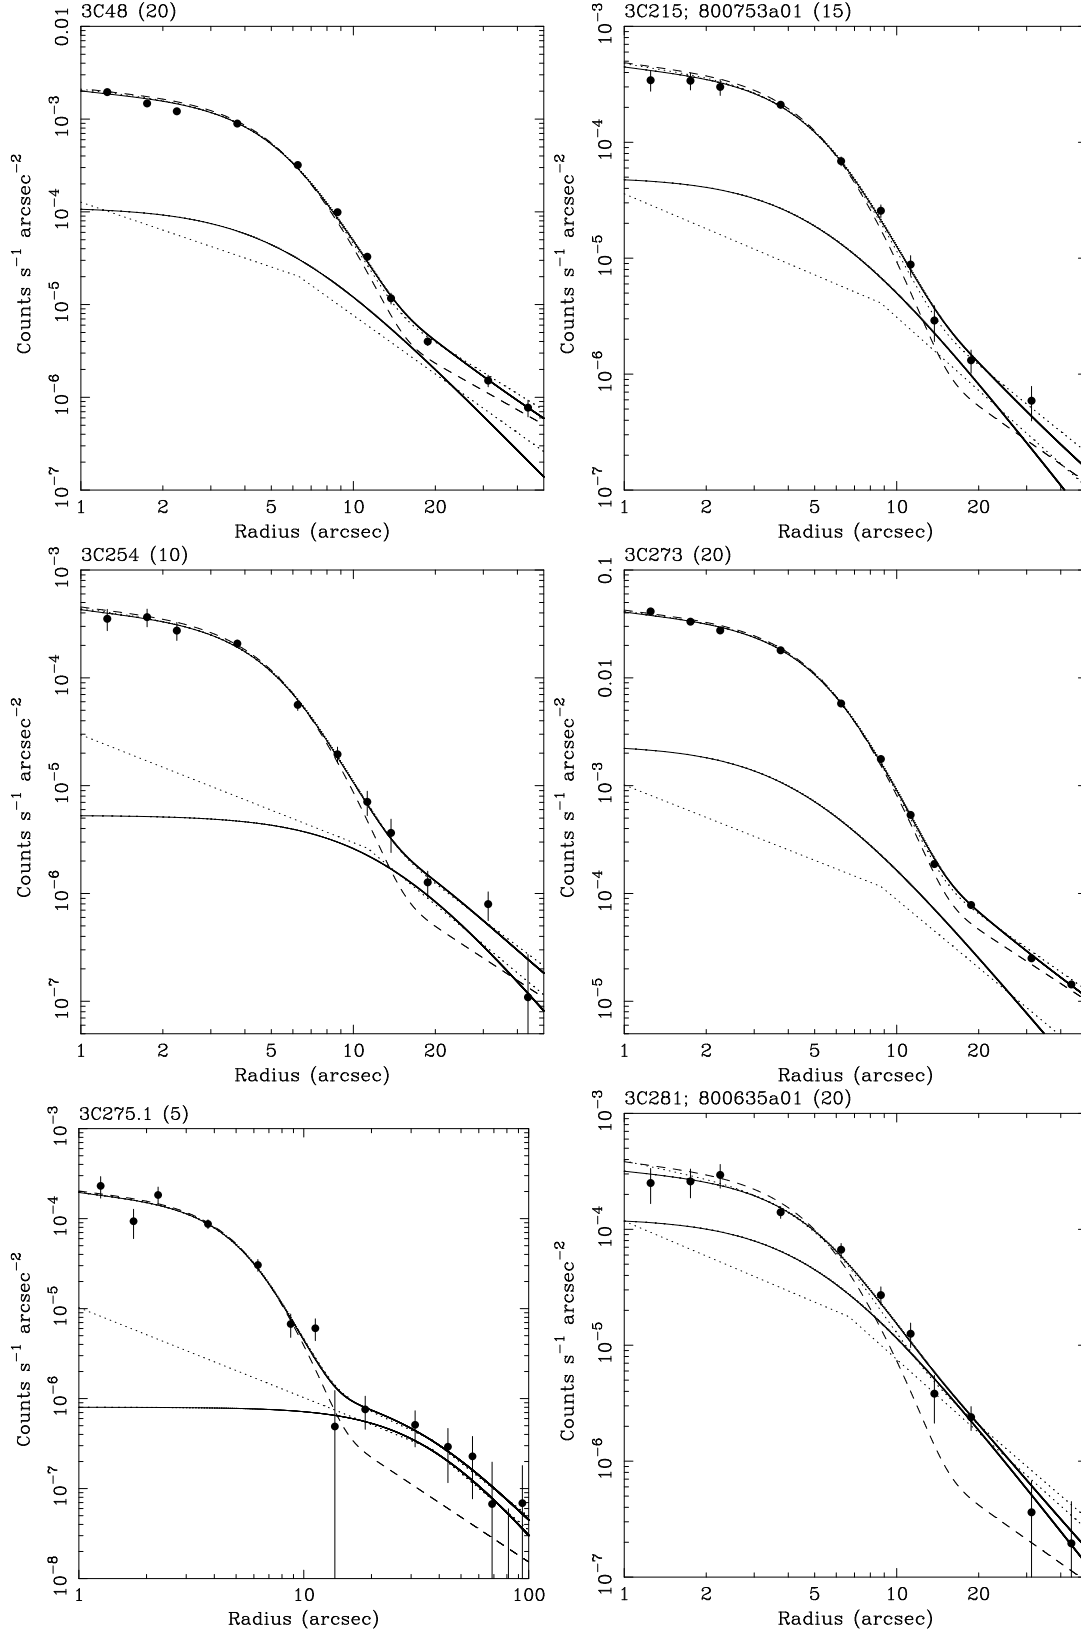 3C48 (20)
0.01
10−3
10−4
10−5
10−6
10−7
Counts s−1 arcsec−2
1 2 5 10 20
Radius (arcsec)
3C215; 800753a01 (15)
10−3
10−4
10−5
10−6
10−7
Counts s−1 arcsec−2
1 2 5 10 20
Radius (arcsec)
3C254 (10)
10−3
10−4
10−5
10−6
10−7
Counts s−1 arcsec−2
1 2 5 10 20
Radius (arcsec)
3C273 (20)
0.1
0.01
10−3
10−4
10−5
Counts s−1 arcsec−2
1 2 5 10 20
Radius (arcsec)
3C275.1 (5)
10−3
10−4
10−5
10−6
10−7
10−8
Counts s−1 arcsec−2
1 10 100
Radius (arcsec)
3C281; 800635a01 (20)
10−3
10−4
10−5
10−6
10−7
Counts s−1 arcsec−2
1 2 5 10 20
Radius (arcsec)